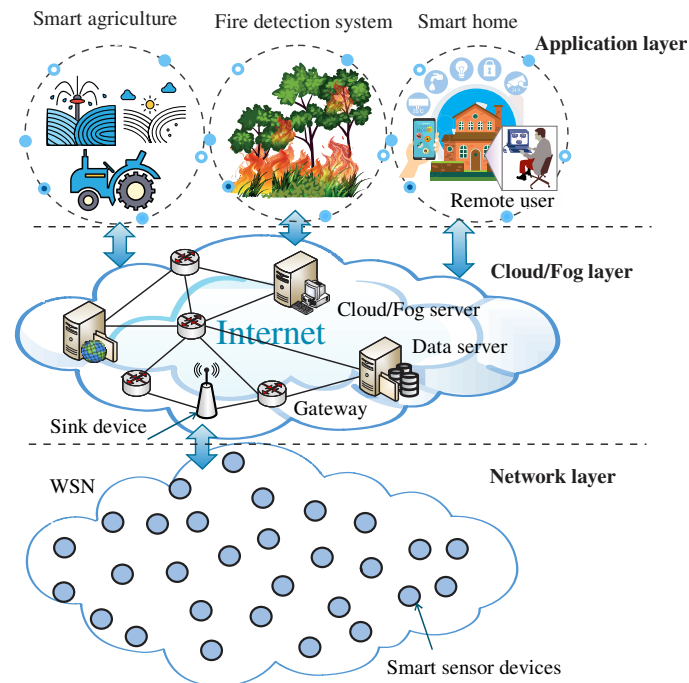 Smart agriculture
Fire detection system
Smart home
Application layer
Remote user
Cloud/Fog layer
Cloud/Fog server
Internet
Data server
Gateway
Sink device
Network layer
WSN
Smart sensor devices